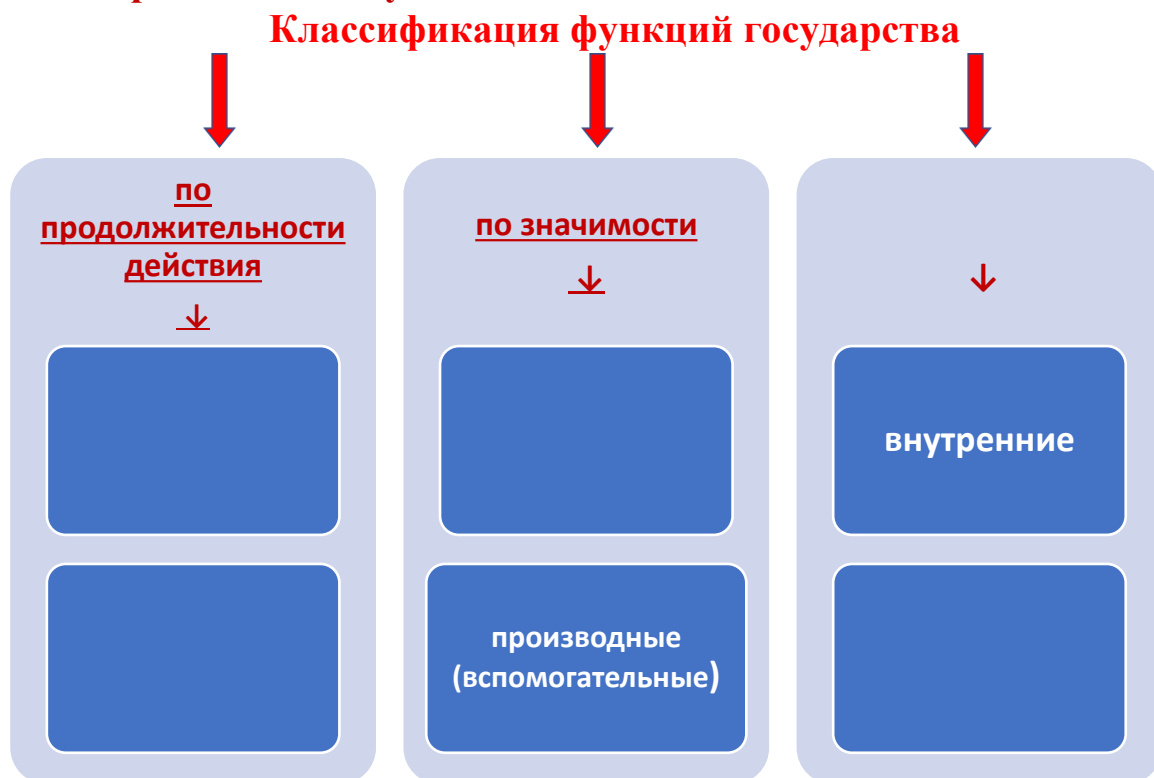 Классификация функций государства
по
продолжительности
действия
↓
по значимости
↓
↓
внутренние
производные
(вспомогательные)